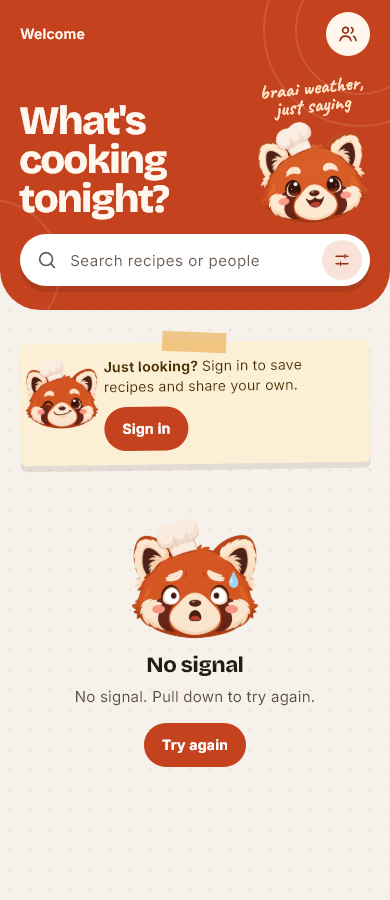 Welcome
braai weather,
just saying
What's
cooking
tonight?
Search recipes or people
Just looking? Sign in to save
recipes and share your own.
Sign in
No signal
No signal. Pull down to try again.
Try again